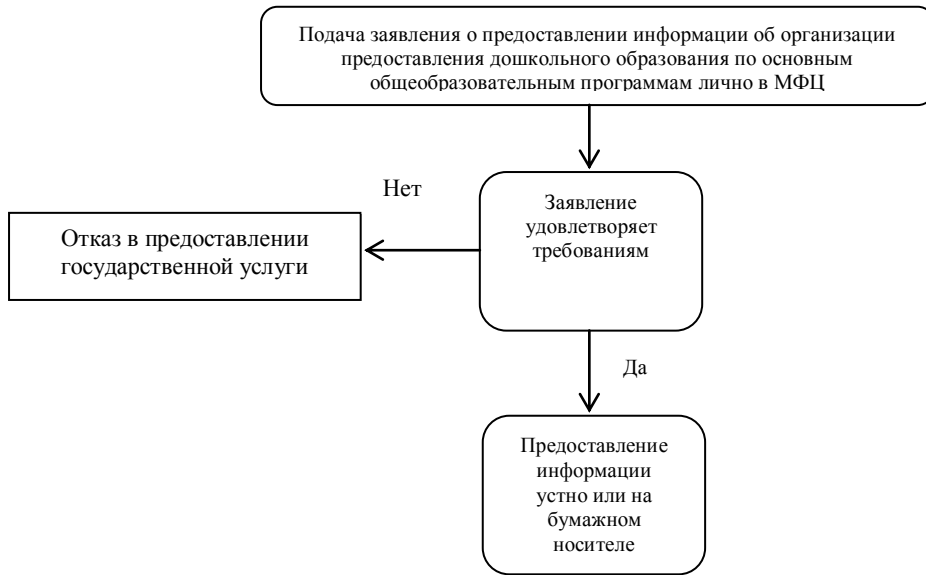 Подача заявления о предоставлении информации об организации
предоставления дошкольного образования по основным
общеобразовательным программам лично в МФЦ
Нет
Заявление
удовлетворяет
требованиям
Отказ в предоставлении
государственной услуги
Да
Предоставление
информации
устно или на
бумажном
носителе